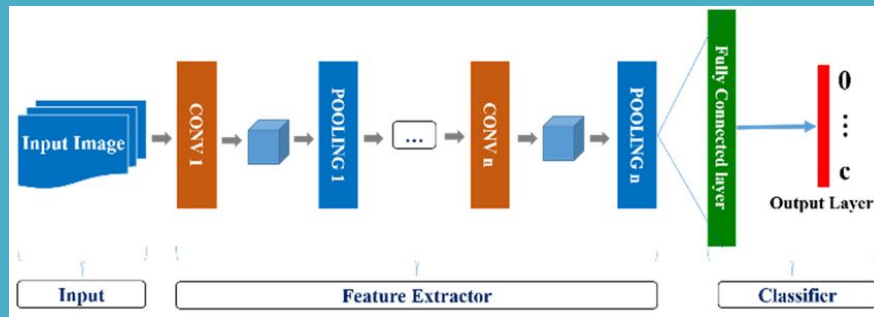 Input Image
CONV 1
POOLING 1
...
CONV n
POOLING n
Fully Connected layer
0
⋮
c
Output Layer
Input
Feature Extractor
Classifier